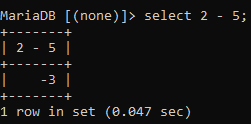 MariaDB [(none)]> select 2 - 5;
+-------+
| 2 - 5 |
+-------+
|    -3 |
+-------+
1 row in set (0.047 sec)